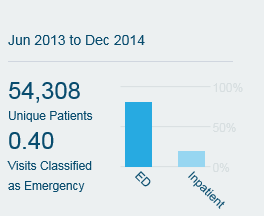 Jun 2013 to Dec 2014
54,308
Unique Patients
0.40
Visits Classified
as Emergency
100%
50%
0%
ED
Inpatient